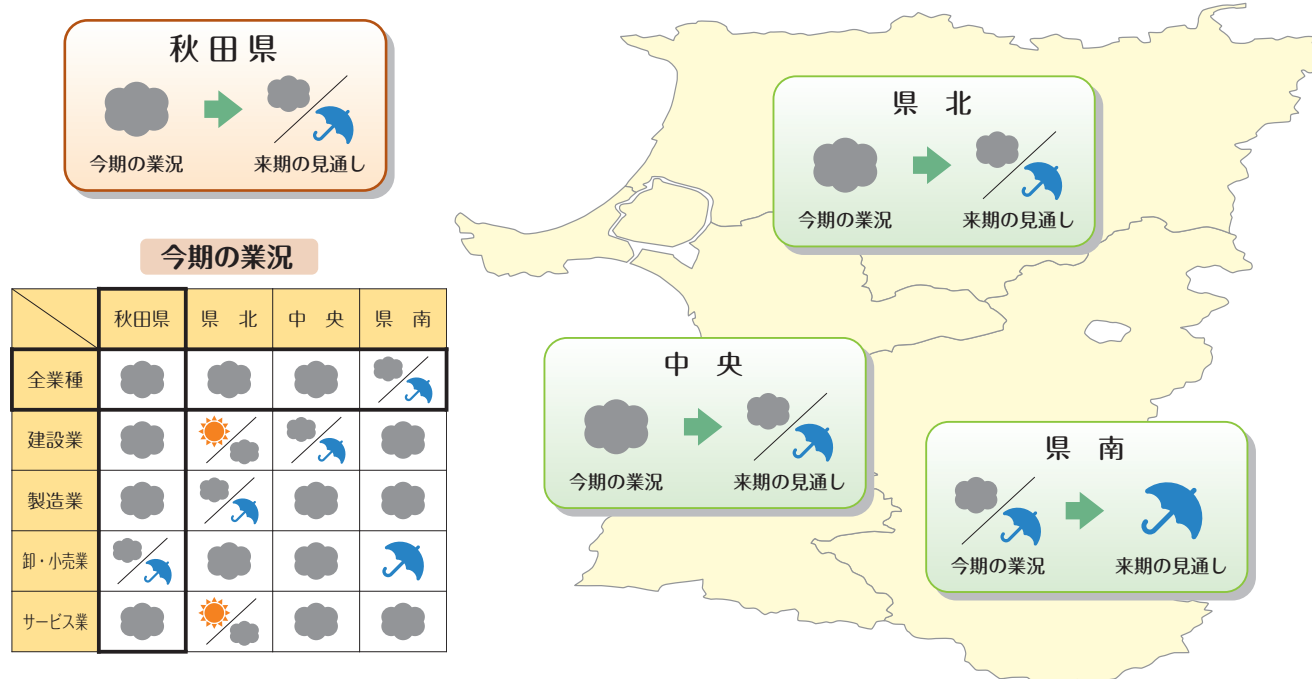 秋田県
今期の業況 来期の見通し
県 北
今期の業況 来期の見通し
今期の業況
秋田県 県 北 中 央 県 南
全業種
建設業
製造業
卸・小売業
サービス業
中 央
今期の業況 来期の見通し
県 南
今期の業況 来期の見通し